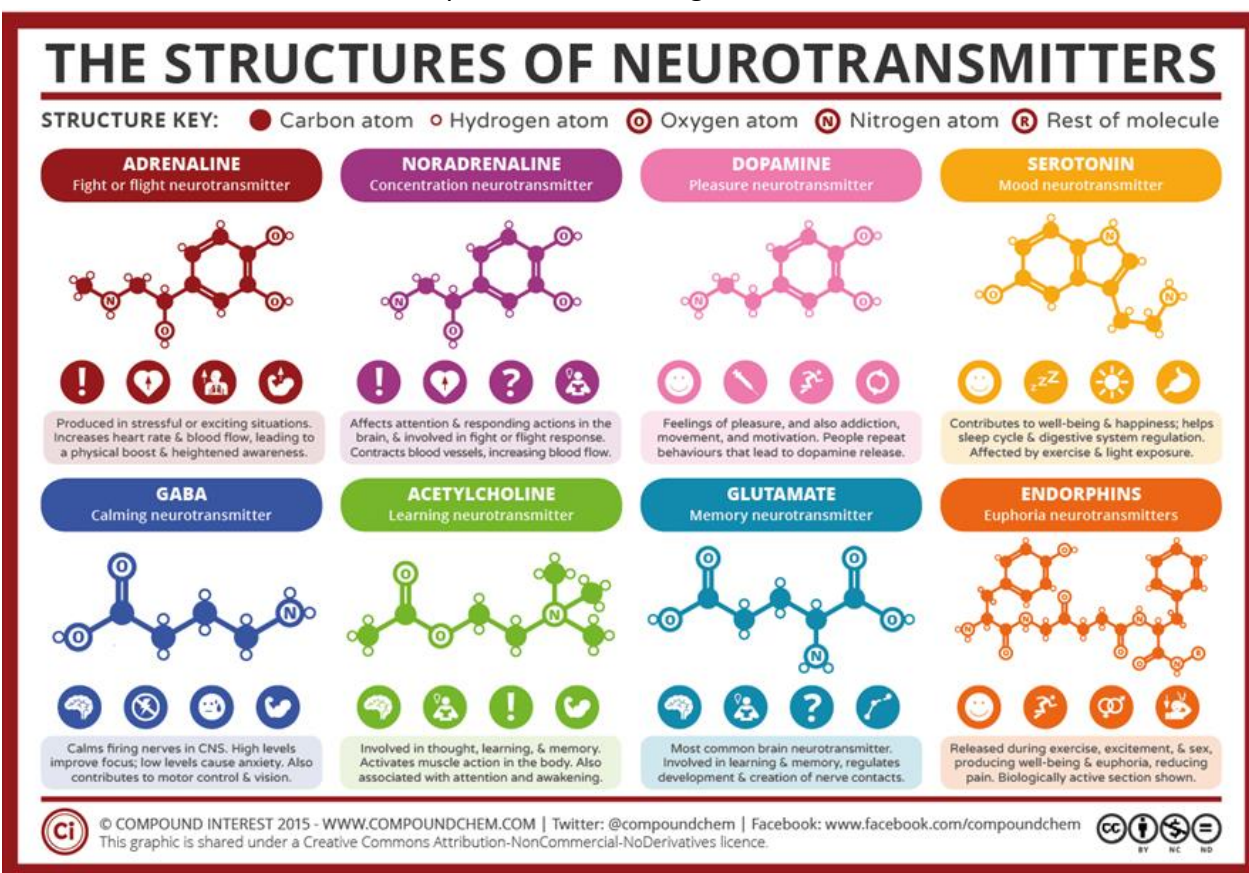 THE STRUCTURES OF NEUROTRANSMITTERS
STRUCTURE KEY: Carbon atom Hydrogen atom O Oxygen atom N Nitrogen atom R Rest of molecule
ADRENALINE
Fight or flight neurotransmitter
O
O
N
O
!
Produced in stressful or exciting situations.
Increases heart rate & blood flow, leading to
a physical boost & heightened awareness.
NORADRENALINE
Concentration neurotransmitter
O
O
N
O
!
?
Affects attention & responding actions in the
brain, & involved in fight or flight response.
Contracts blood vessels, increasing blood flow.
DOPAMINE
Pleasure neurotransmitter
O
O
N
Feelings of pleasure, and also addiction,
movement, and motivation. People repeat
behaviours that lead to dopamine release.
SEROTONIN
Mood neurotransmitter
N
O
N
zzZ
Contributes to well-being & happiness; helps
sleep cycle & digestive system regulation.
Affected by exercise & light exposure.
GABA
Calming neurotransmitter
O
O
N
Calms firing nerves in CNS. High levels
improve focus; low levels cause anxiety. Also
contributes to motor control & vision.
ACETYLCHOLINE
Learning neurotransmitter
O
O
N
!
Involved in thought, learning, & memory.
Activates muscle action in the body. Also
associated with attention and awakening.
GLUTAMATE
Memory neurotransmitter
O
O
O
O
N
?
Most common brain neurotransmitter.
Involved in learning & memory, regulates
development & creation of nerve contacts.
ENDORPHINS
Euphoria neurotransmitters
O
O
N
N
N
O
O
O
N
R
Released during exercise, excitement, & sex,
producing well-being & euphoria, reducing
pain. Biologically active section shown.
Ci
© COMPOUND INTEREST 2015 - WWW.COMPOUNDCHEM.COM | Twitter: @compoundchem | Facebook: www.facebook.com/compoundchem
This graphic is shared under a Creative Commons Attribution-NonCommercial-NoDerivatives licence.
cc
BY NC ND